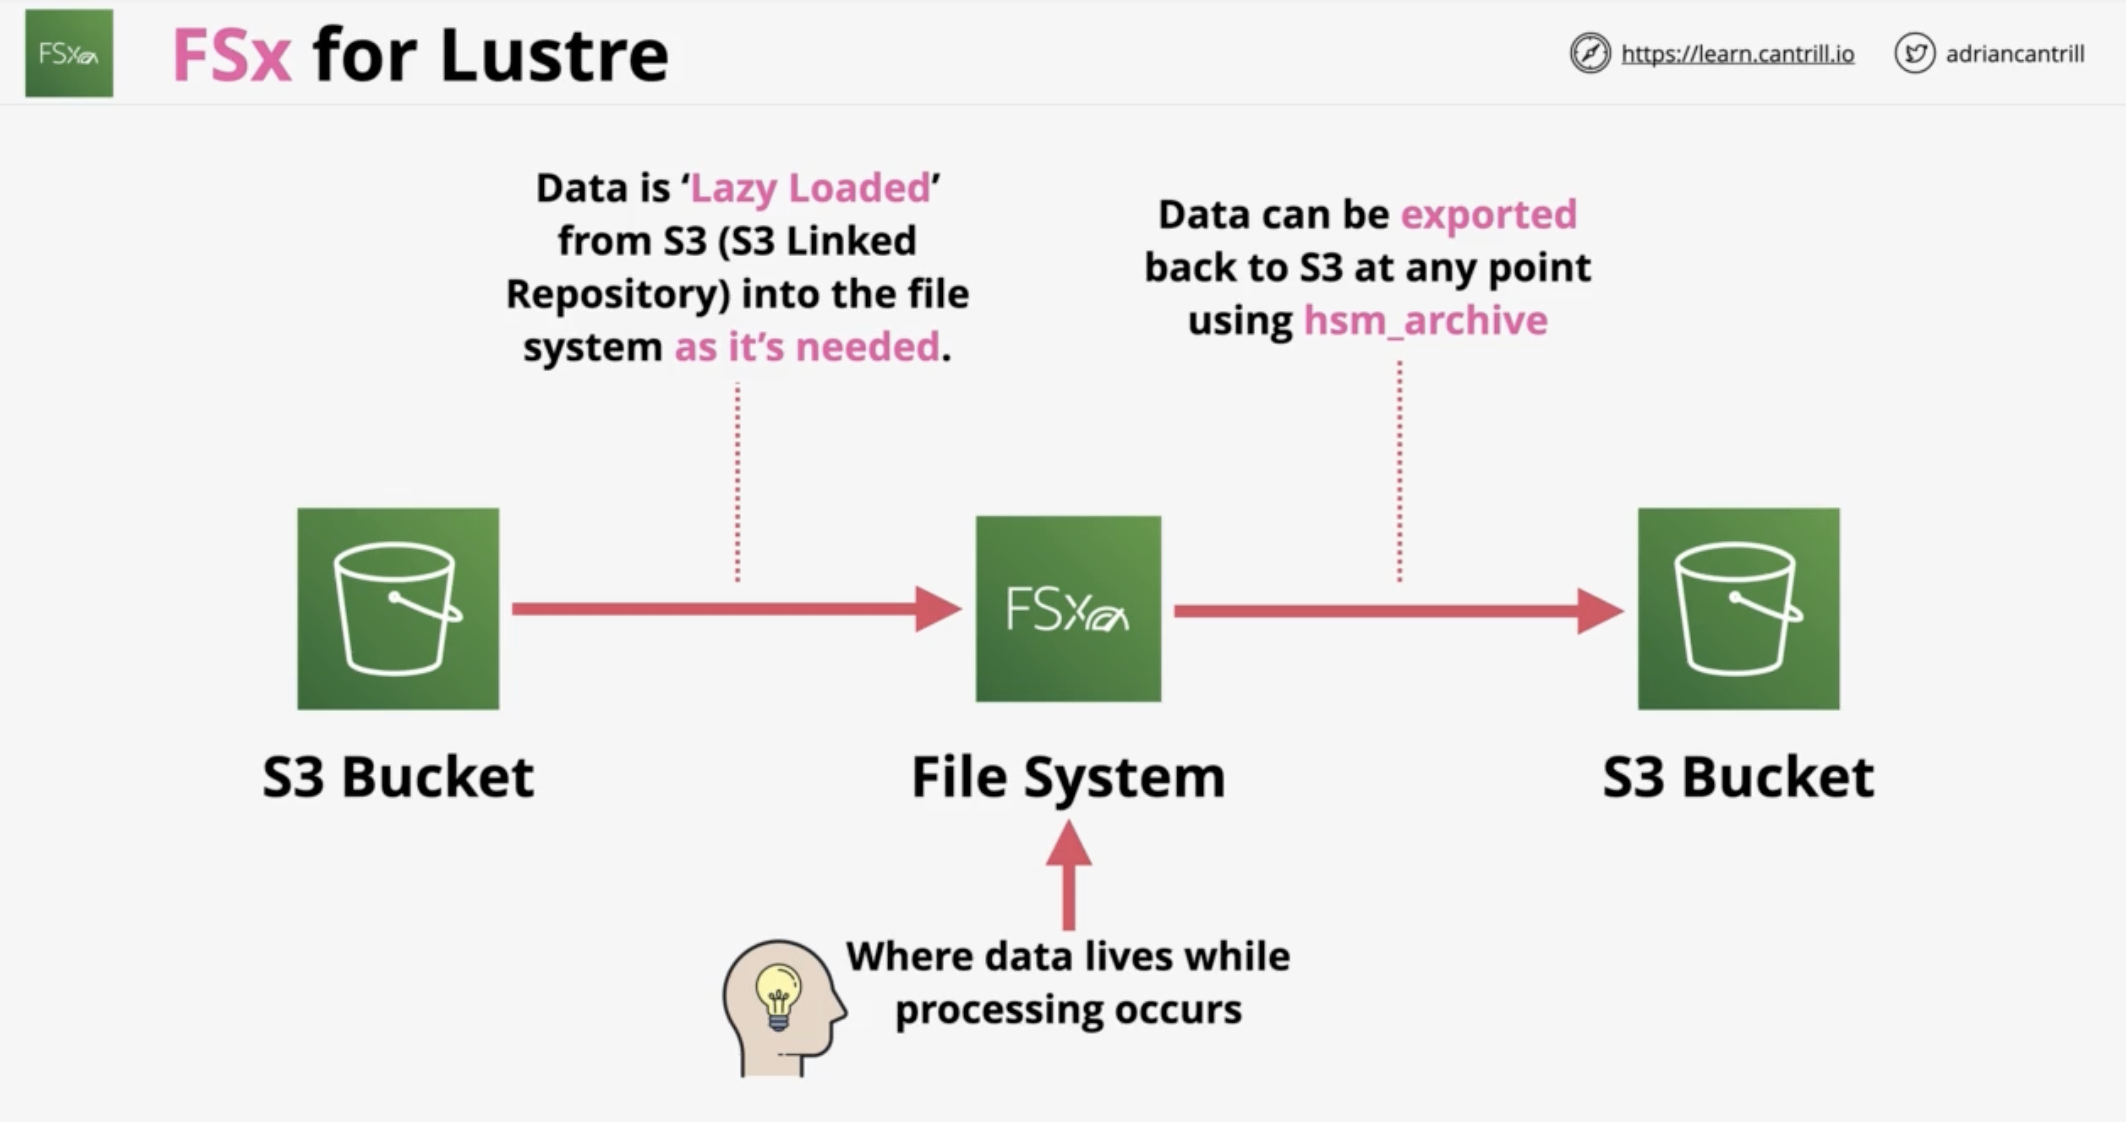 FSx
FSx for Lustre
https://learn.cantrill.io
adriancantrill
Data is ‘Lazy Loaded’
from S3 (S3 Linked
Repository) into the file
system as it’s needed.
Data can be exported
back to S3 at any point
using hsm_archive
FSx
S3 Bucket
File System
S3 Bucket
Where data lives while
processing occurs